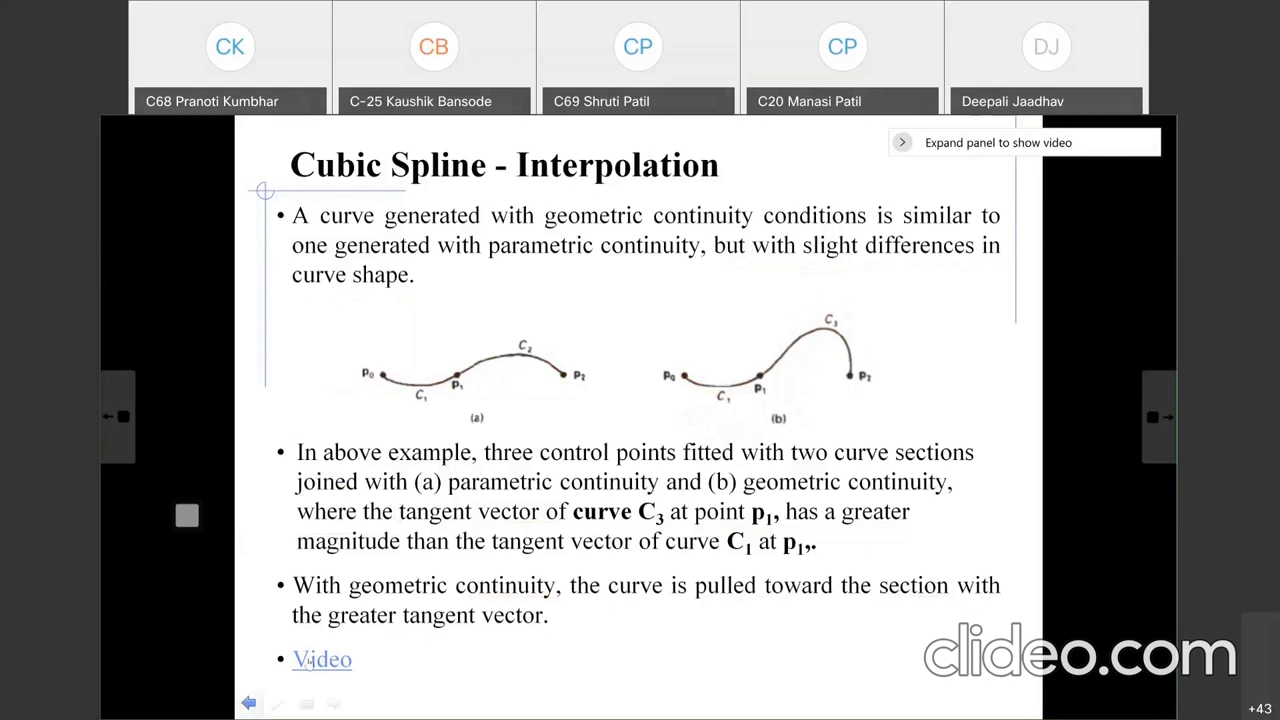 CK
CB
CP
CP
DJ
C68 Pranoti Kumbhar
C-25 Kaushik Bansode
C69 Shruti Patil
C20 Manasi Patil
Deepali Jaadhav
Expand panel to show video
Cubic Spline - Interpolation
• A curve generated with geometric continuity conditions is similar to
one generated with parametric continuity, but with slight differences in
curve shape.
P₀ C₁ P₁ C₂ P₂
(a)
P₀ C₁ P₁ C₃ P₂
(b)
• In above example, three control points fitted with two curve sections
joined with (a) parametric continuity and (b) geometric continuity,
where the tangent vector of curve C₃ at point p₁, has a greater
magnitude than the tangent vector of curve C₁ at p₁,.
• With geometric continuity, the curve is pulled toward the section with
the greater tangent vector.
• Video
clideo.com
+43